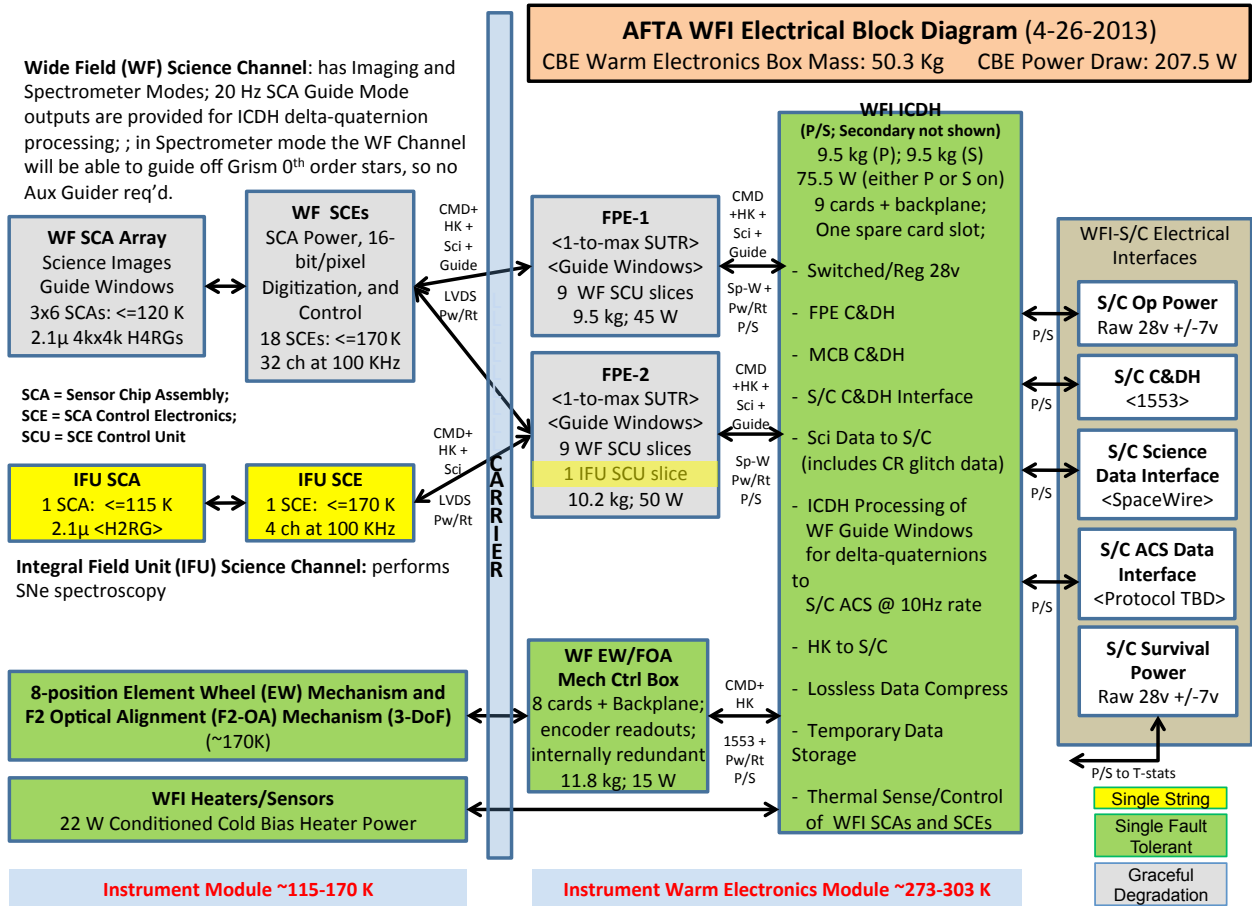 AFTA WFI Electrical Block Diagram (4-26-2013)
CBE Warm Electronics Box Mass: 50.3 Kg CBE Power Draw: 207.5 W
Wide Field (WF) Science Channel: has Imaging and
Spectrometer Modes; 20 Hz SCA Guide Mode
outputs are provided for ICDH delta-quaternion
processing; ; in Spectrometer mode the WF Channel
will be able to guide off Grism 0th order stars, so no
Aux Guider req'd.
WF SCA Array
Science Images
Guide Windows
3x6 SCAs: <=120 K
2.1µ 4kx4k H4RGs
WF SCEs
SCA Power, 16-
bit/pixel
Digitization, and
Control
18 SCEs: <=170 K
32 ch at 100 KHz
CMD+
HK +
Sci +
Guide
LVDS
Pw/Rt
SCA = Sensor Chip Assembly;
SCE = SCA Control Electronics;
SCU = SCE Control Unit
IFU SCA
1 SCA: <=115 K
2.1µ <H2RG>
IFU SCE
1 SCE: <=170 K
4 ch at 100 KHz
CMD+
HK +
Sci
LVDS
Pw/Rt
Integral Field Unit (IFU) Science Channel: performs
SNe spectroscopy
8-position Element Wheel (EW) Mechanism and
F2 Optical Alignment (F2-OA) Mechanism (3-DoF)
(~170K)
WFI Heaters/Sensors
22 W Conditioned Cold Bias Heater Power
Instrument Module ~115-170 K
CARRIER
FPE-1
<1-to-max SUTR>
<Guide Windows>
9 WF SCU slices
9.5 kg; 45 W
CMD
+HK +
Sci +
Guide
Sp-W +
Pw/Rt
P/S
FPE-2
<1-to-max SUTR>
<Guide Windows>
9 WF SCU slices
1 IFU SCU slice
10.2 kg; 50 W
CMD
+HK +
Sci +
Guide
Sp-W
Pw/Rt
P/S
WF EW/FOA
Mech Ctrl Box
8 cards + Backplane;
encoder readouts;
internally redundant
11.8 kg; 15 W
CMD+
HK
1553 +
Pw/Rt
P/S
Instrument Warm Electronics Module ~273-303 K
WFI ICDH
(P/S; Secondary not shown)
9.5 kg (P); 9.5 kg (S)
75.5 W (either P or S on)
9 cards + backplane;
One spare card slot;
- Switched/Reg 28v
- FPE C&DH
- MCB C&DH
- S/C C&DH Interface
- Sci Data to S/C
(includes CR glitch data)
- ICDH Processing of
WF Guide Windows
for delta-quaternions
to
S/C ACS @ 10Hz rate
- HK to S/C
- Lossless Data Compress
- Temporary Data
Storage
- Thermal Sense/Control
of WFI SCAs and SCEs
WFI-S/C Electrical
Interfaces
P/S
S/C Op Power
Raw 28v +/-7v
P/S
S/C C&DH
<1553>
P/S
S/C Science
Data Interface
<SpaceWire>
P/S
S/C ACS Data
Interface
<Protocol TBD>
S/C Survival
Power
Raw 28v +/-7v
P/S to T-stats
Single String
Single Fault
Tolerant
Graceful
Degradation